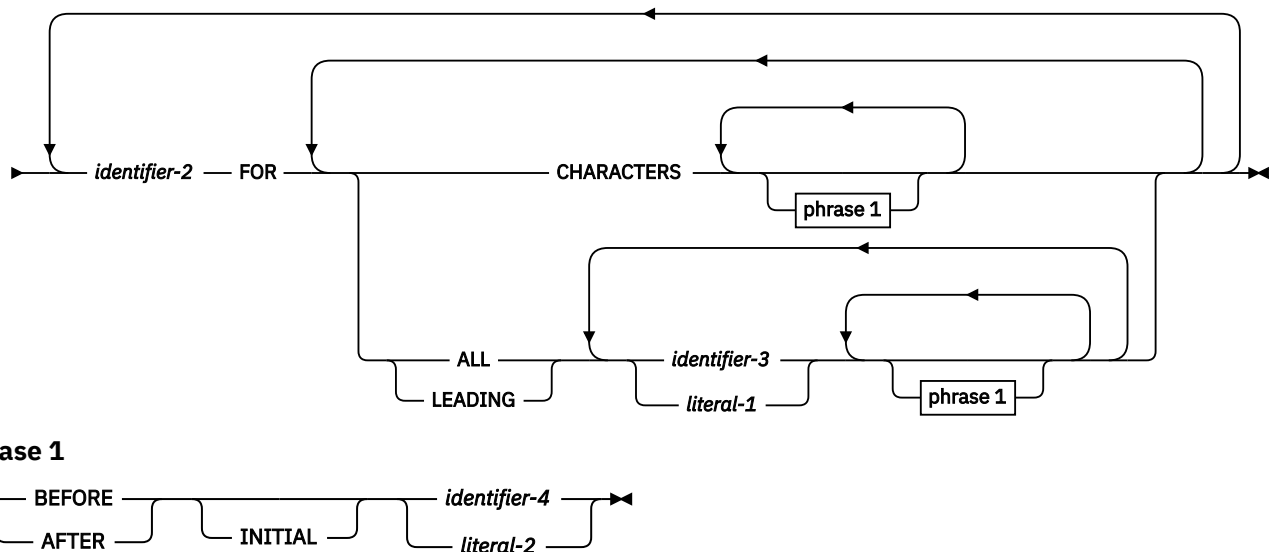 identifier-2 FOR CHARACTERS
phrase 1
ALL identifier-3
LEADING literal-1 phrase 1
ase 1
BEFORE identifier-4
AFTER INITIAL literal-2